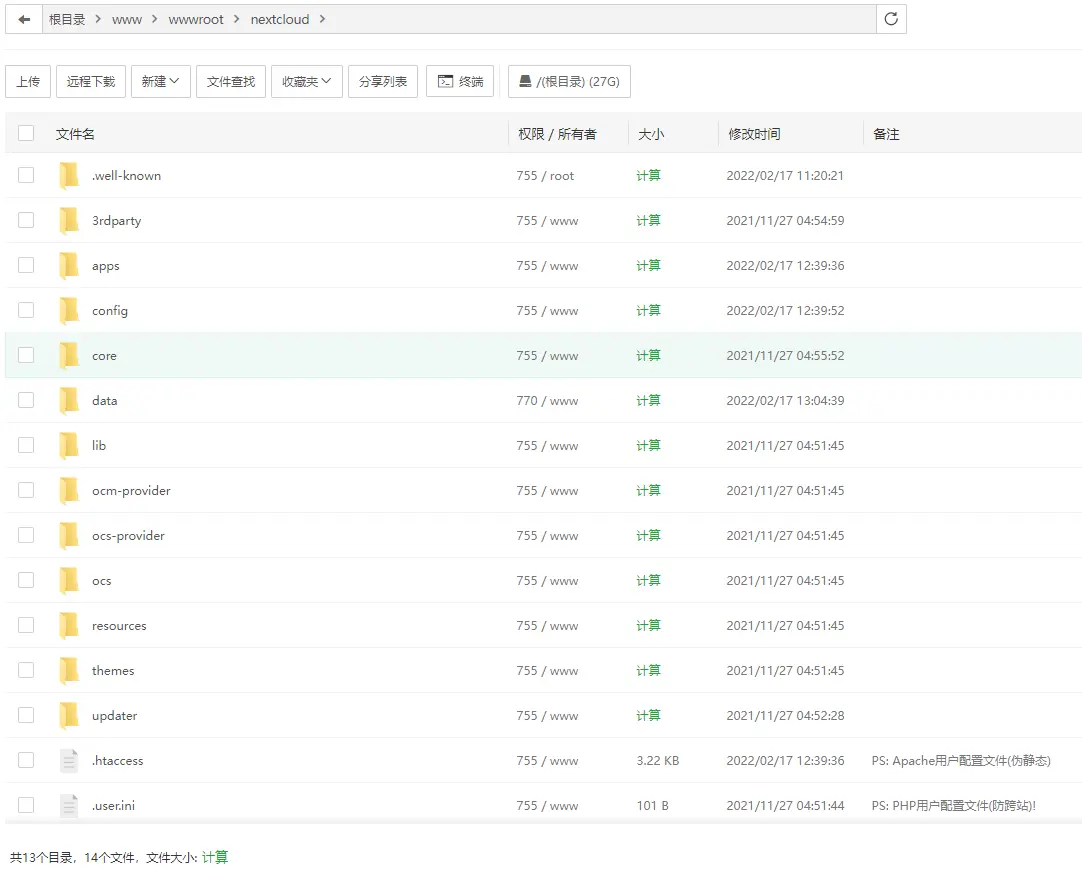 根目录 > www > wwwroot > nextcloud >
上传 远程下载 新建 文件查找 收藏夹 分享列表 终端 /(根目录) (27G)
文件名 权限 / 所有者 大小 修改时间 备注
.well-known 755 / root 计算 2022/02/17 11:20:21
3rdparty 755 / www 计算 2021/11/27 04:54:59
apps 755 / www 计算 2022/02/17 12:39:36
config 755 / www 计算 2022/02/17 12:39:52
core 755 / www 计算 2021/11/27 04:55:52
data 770 / www 计算 2022/02/17 13:04:39
lib 755 / www 计算 2021/11/27 04:51:45
ocm-provider 755 / www 计算 2021/11/27 04:51:45
ocs-provider 755 / www 计算 2021/11/27 04:51:45
ocs 755 / www 计算 2021/11/27 04:51:45
resources 755 / www 计算 2021/11/27 04:51:45
themes 755 / www 计算 2021/11/27 04:51:45
updater 755 / www 计算 2021/11/27 04:52:28
.htaccess 755 / www 3.22 KB 2022/02/17 12:39:36 PS: Apache用户配置文件(伪静态)
.user.ini 755 / www 101 B 2021/11/27 04:51:44 PS: PHP用户配置文件(防跨站)!
共13个目录，14个文件，文件大小: 计算